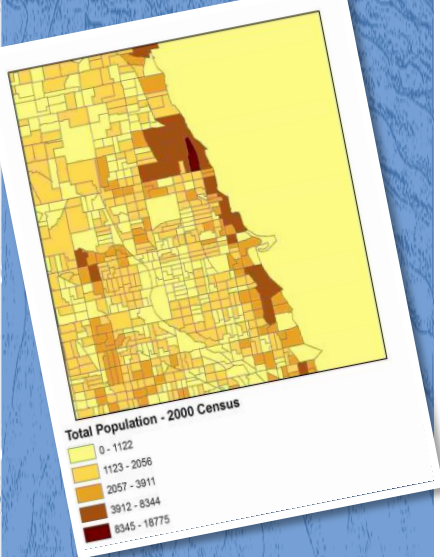 Total Population - 2000 Census
0 - 1122
1123 - 2056
2057 - 3911
3912 - 8344
8345 - 18775